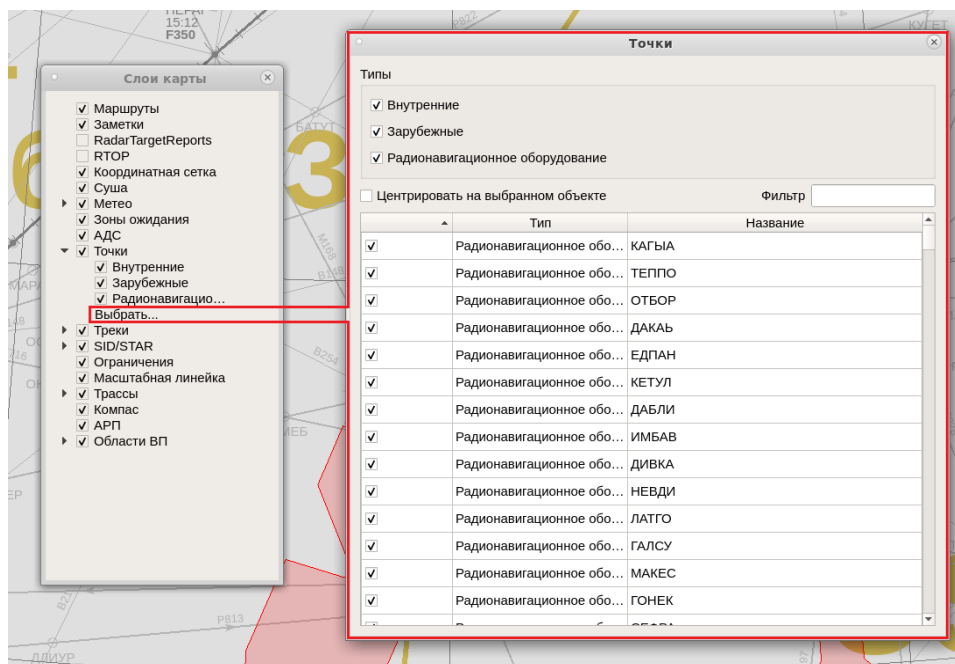 15:12
F350
P822
КУГЕТ
БАТУТ
M168
B148
B254
P813
Слои карты
Маршруты
Заметки
RadarTargetReports
RTOP
Координатная сетка
Суша
Метео
Зоны ожидания
АДС
Точки
Внутренние
Зарубежные
Радионавигацио...
Выбрать...
Треки
SID/STAR
Ограничения
Масштабная линейка
Трассы
Компас
АРП
Области ВП
Точки
Типы
Внутренние
Зарубежные
Радионавигационное оборудование
Центрировать на выбранном объекте Фильтр
Тип Название
Радионавигационное обо... КАГЫА
Радионавигационное обо... ТЕППО
Радионавигационное обо... ОТБОР
Радионавигационное обо... ДАКАЬ
Радионавигационное обо... ЕДПАН
Радионавигационное обо... КЕТУЛ
Радионавигационное обо... ДАБЛИ
Радионавигационное обо... ИМБАВ
Радионавигационное обо... ДИВКА
Радионавигационное обо... НЕВДИ
Радионавигационное обо... ЛАТГО
Радионавигационное обо... ГАЛСУ
Радионавигационное обо... МАКЕС
Радионавигационное обо... ГОНЕК